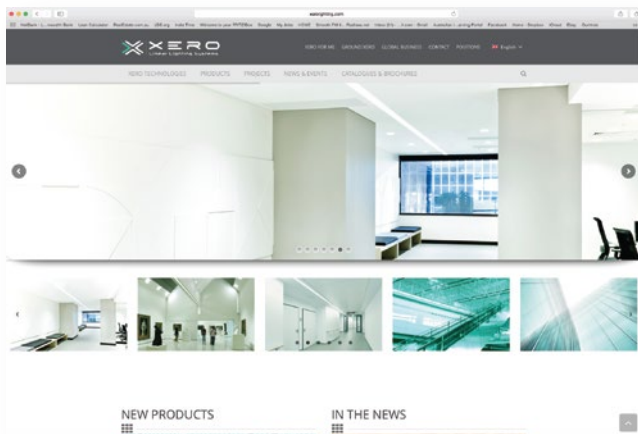 xerolighting.com
XERO
Linear Lighting Systems
XERO FOR ME GROUND XERO GLOBAL BUSINESS CONTACT POSITIONS English
XERO TECHNOLOGIES PRODUCTS PROJECTS NEWS & EVENTS CATALOGUES & BROCHURES
NEW PRODUCTS
IN THE NEWS